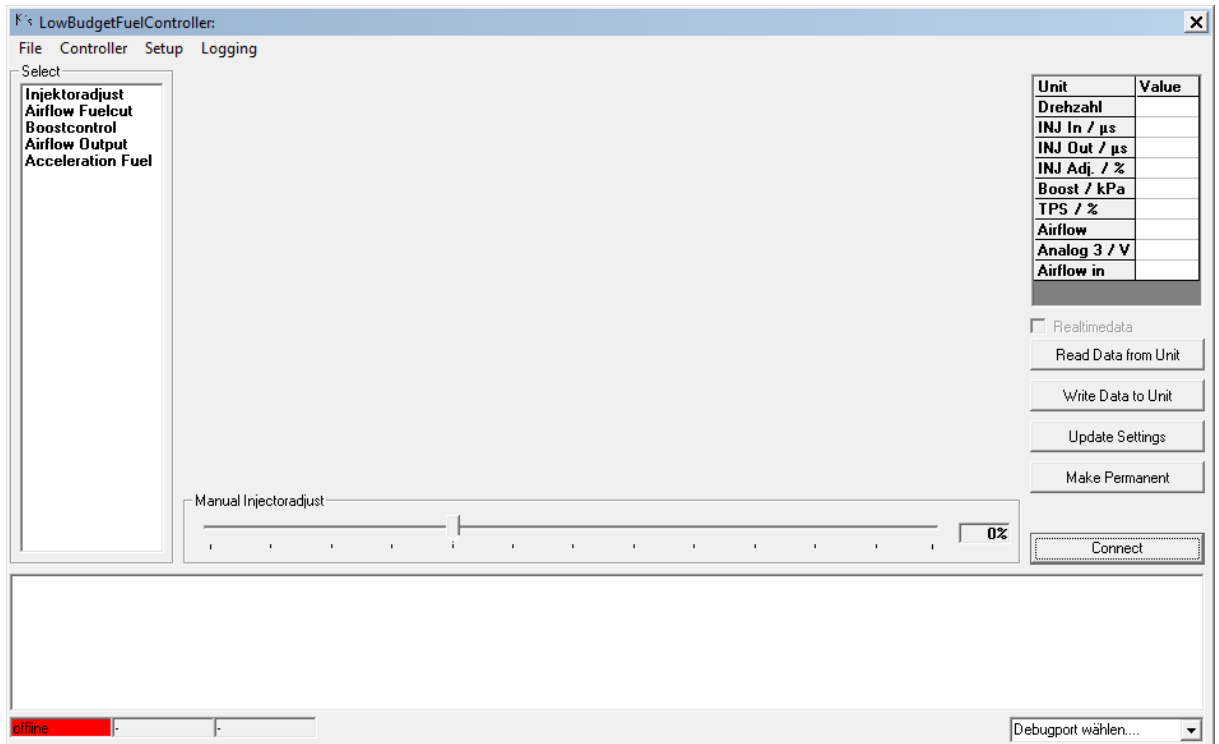 K's LowBudgetFuelController:
File Controller Setup Logging
Select
Injektoradjust
Airflow Fuelcut
Boostcontrol
Airflow Output
Acceleration Fuel
Unit Value
Drehzahl
INJ In / µs
INJ Out / µs
INJ Adj. / %
Boost / kPa
TPS / %
Airflow
Analog 3 / V
Airflow in
Realtimedata
Read Data from Unit
Write Data to Unit
Update Settings
Make Permanent
Manual Injectoradjust
0%
Connect
offline - -
Debugport wählen....